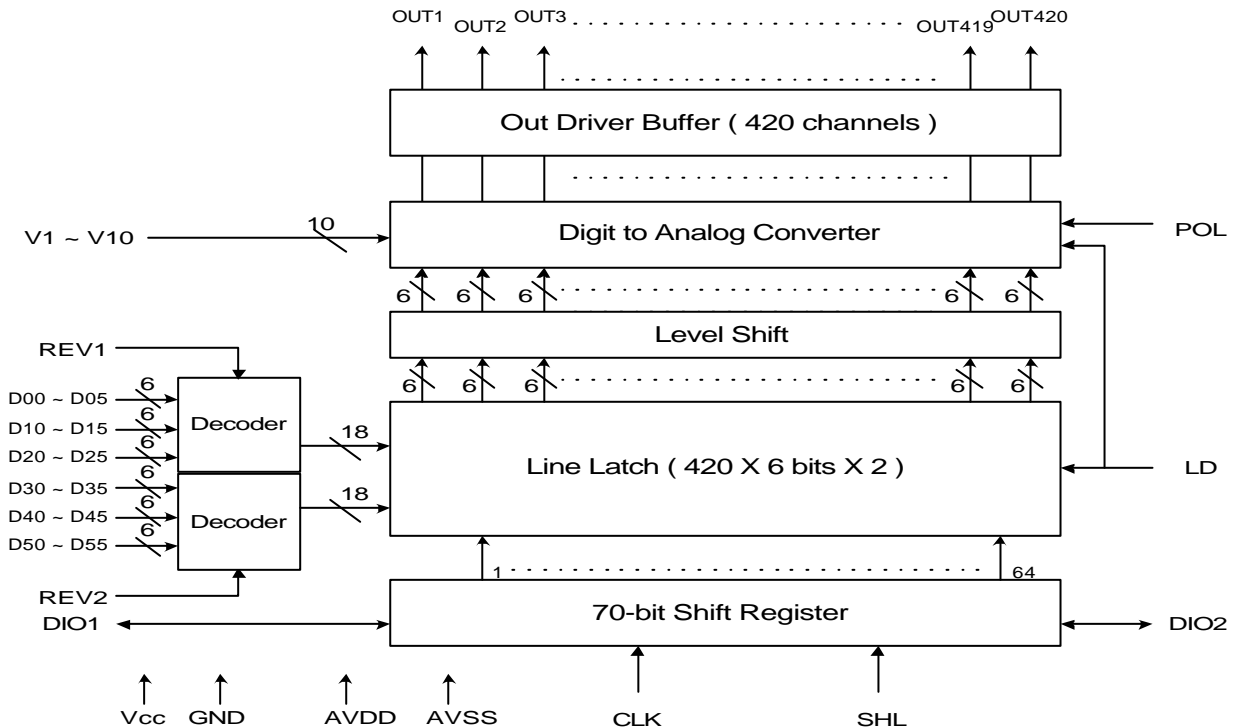 OUT1 OUT2 OUT3 OUT419 OUT420
Out Driver Buffer ( 420 channels )
V1 ~ V10 10 Digit to Analog Converter POL
6 6 6 6 6
Level Shift
REV1
6 6 6 6 6
D00 ~ D05 6
D10 ~ D15 6
D20 ~ D25 6
Decoder 18
Line Latch ( 420 X 6 bits X 2 ) LD
D30 ~ D35 6
D40 ~ D45 6
D50 ~ D55 6
Decoder 18
1 64
REV2
DIO1 70-bit Shift Register DIO2
Vcc GND AVDD AVSS CLK SHL